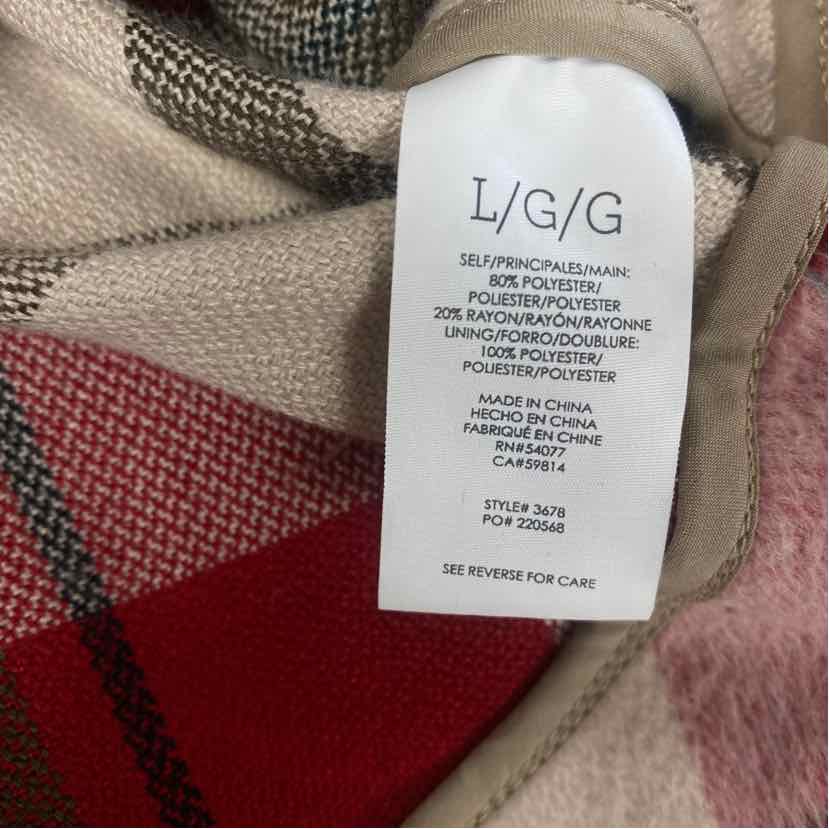 L/G/G
SELF/PRINCIPALES/MAIN:
80% POLYESTER/
POLIESTER/POLYESTER
20% RAYON/RAYÓN/RAYONNE
LINING/FORRO/DOUBLURE:
100% POLYESTER/
POLIESTER/POLYESTER
MADE IN CHINA
HECHO EN CHINA
FABRIQUÉ EN CHINE
RN#54077
CA#59814
STYLE# 3678
PO# 220568
SEE REVERSE FOR CARE